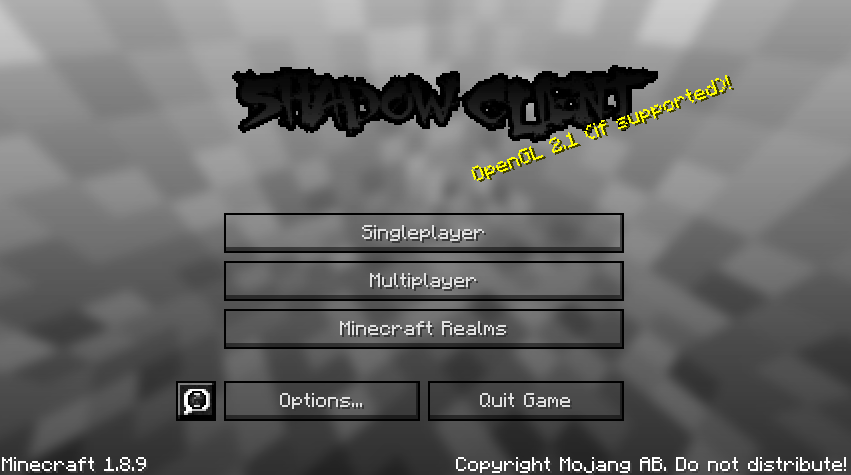 SHADOW CLIENT
OpenGL 2.1 (if supported)!
Singleplayer
Multiplayer
Minecraft Realms
Options...
Quit Game
Minecraft 1.8.9
Copyright Mojang AB. Do not distribute!